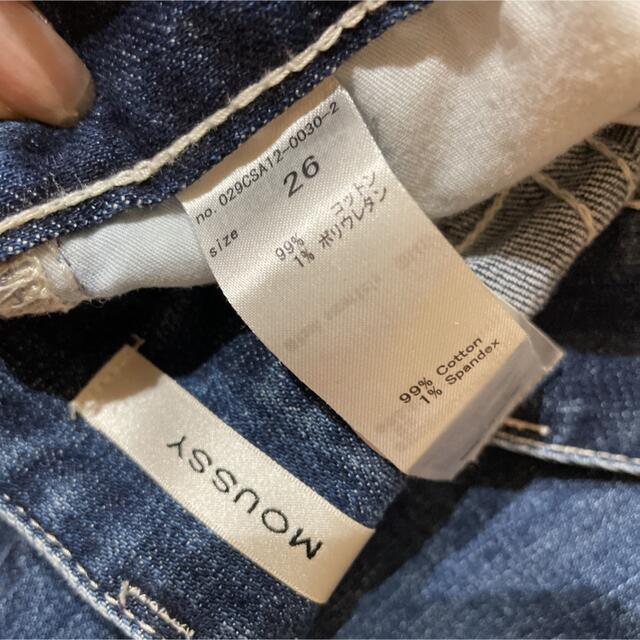 no. 029CSA12-0030-2
size 26
99% コットン
1% ポリウレタン
99% Cotton
1% Spandex
MOUSSY